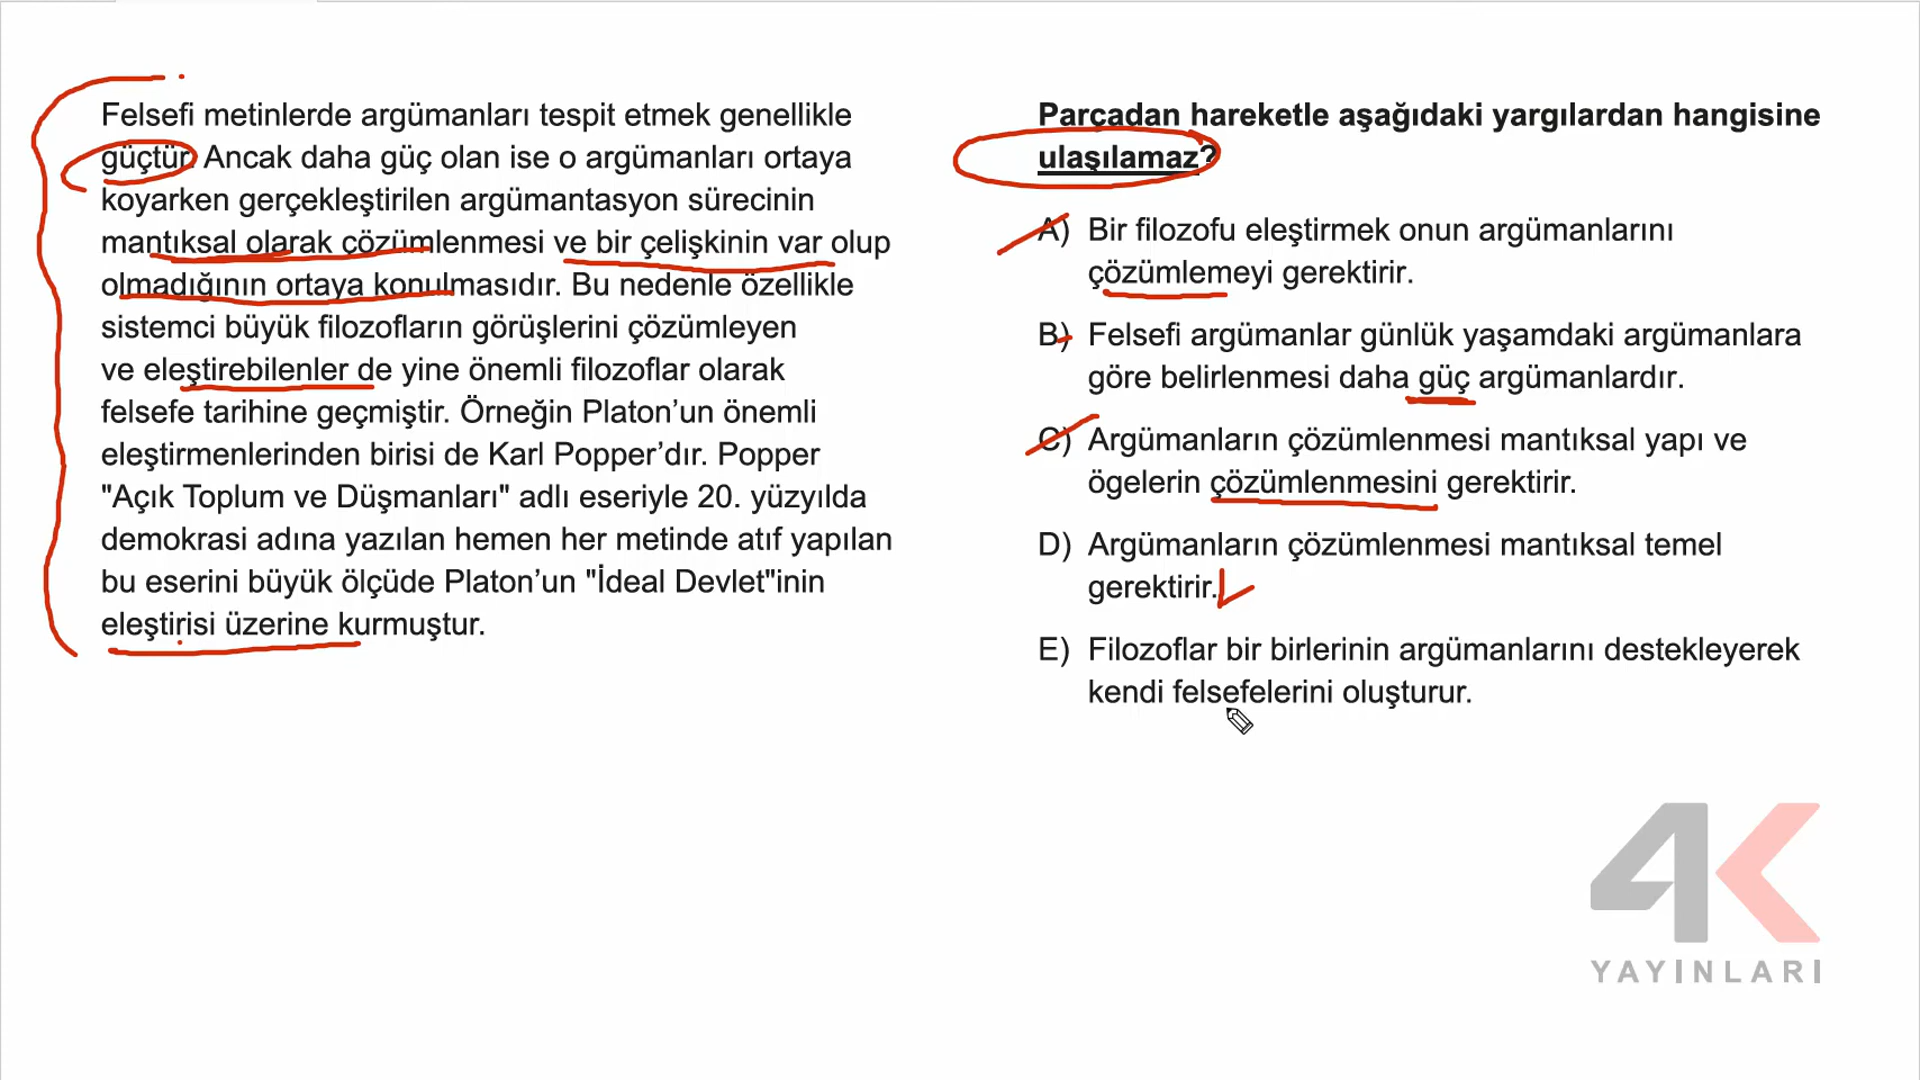 Felsefi metinlerde argümanları tespit etmek genellikle
güçtür. Ancak daha güç olan ise o argümanları ortaya
koyarken gerçekleştirilen argümantasyon sürecinin
mantıksal olarak çözümlenmesi ve bir çelişkinin var olup
olmadığının ortaya konulmasıdır. Bu nedenle özellikle
sistemci büyük filozofların görüşlerini çözümleyen
ve eleştirebilenler de yine önemli filozoflar olarak
felsefe tarihine geçmiştir. Örneğin Platon’un önemli
eleştirmenlerinden birisi de Karl Popper’dır. Popper
"Açık Toplum ve Düşmanları" adlı eseriyle 20. yüzyılda
demokrasi adına yazılan hemen her metinde atıf yapılan
bu eserini büyük ölçüde Platon’un "İdeal Devlet"inin
eleştirisi üzerine kurmuştur.
Parçadan hareketle aşağıdaki yargılardan hangisine
ulaşılamaz?
A) Bir filozofu eleştirmek onun argümanlarını
çözümlemeyi gerektirir.
B) Felsefi argümanlar günlük yaşamdaki argümanlara
göre belirlenmesi daha güç argümanlardır.
C) Argümanların çözümlenmesi mantıksal yapı ve
ögelerin çözümlenmesini gerektirir.
D) Argümanların çözümlenmesi mantıksal temel
gerektirir.
E) Filozoflar bir birlerinin argümanlarını destekleyerek
kendi felsefelerini oluşturur.
4K
YAYINLARI